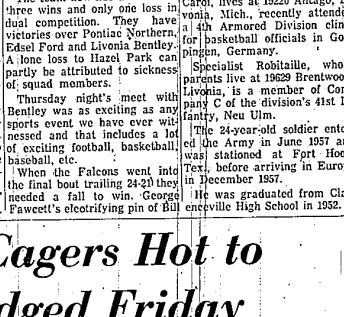 three wins and only one loss in
dual competition. They have
victories over Pontiac Northern,
Edsel Ford and Livonia Bentley.
A lone loss to Hazel Park can
partly be attributed to sickness
of squad members.
Thursday night's meet with
Bentley was as exciting as any
sports event we have ever wit-
nessed and that includes a lot
of exciting football, basketball,
baseball, etc.
When the Falcons went into
the final bout trailing 24-21 they
needed a fall to win. George
Fawcett's electrifying pin of Bill
Carol, lives at 19220
vonia, Mich., recently attende
a 4th Armored Division clin
for basketball officials in Go
pingen, Germany.
Specialist Robitaille, who
parents live at 19629 Brentwoo
Livonia, is a member of Com
pany C of the division's 41st I
fantry, Neu Ulm.
The 24-year-old soldier ente
ed the Army in June 1957 a
was stationed at Fort Hoo
Tex., before arriving in Euro
in December 1957.
He was graduated from Cla
enceville High School in 1952.
Cagers Hot to
dged Friday